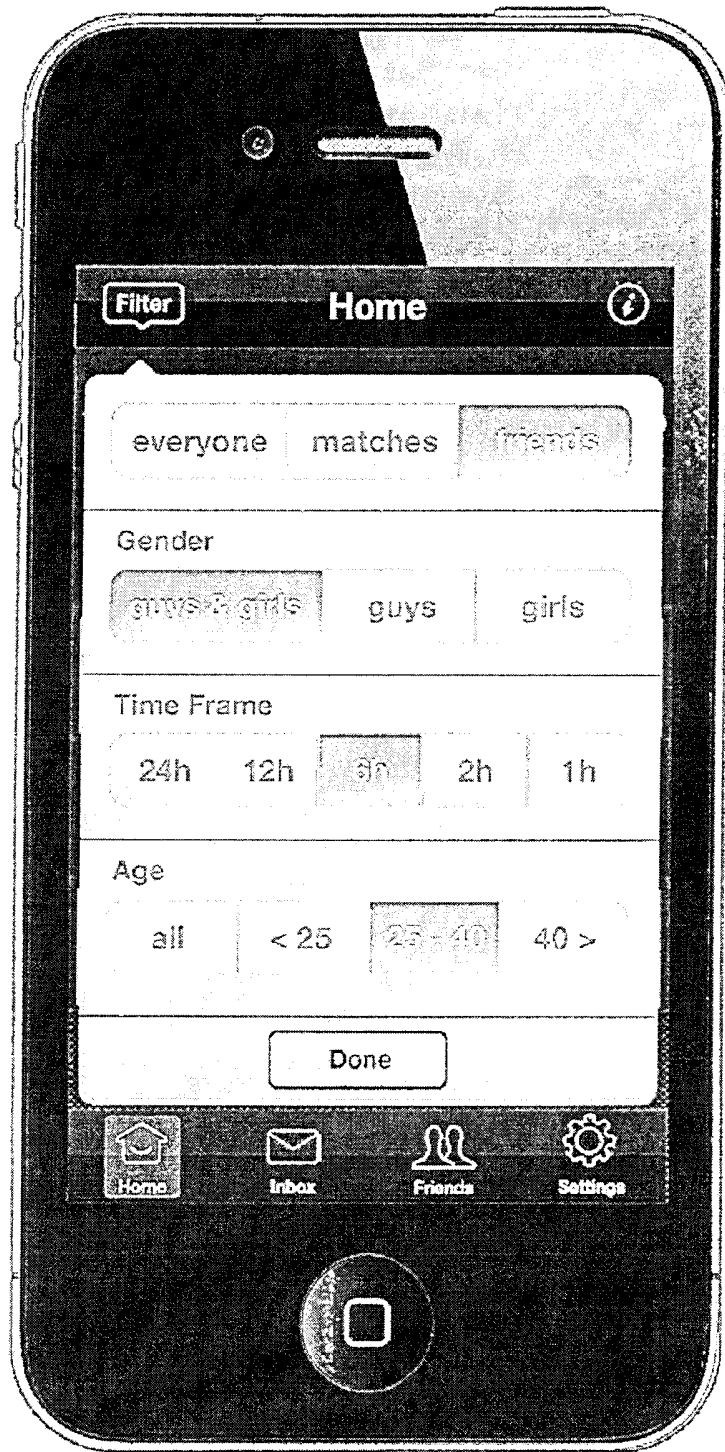 Filter Home i
everyone matches friends
Gender
guys & girls guys girls
Time Frame
24h 12h 6h 2h 1h
Age
all < 25 25 - 40 40 >
Done
Home Inbox Friends Settings